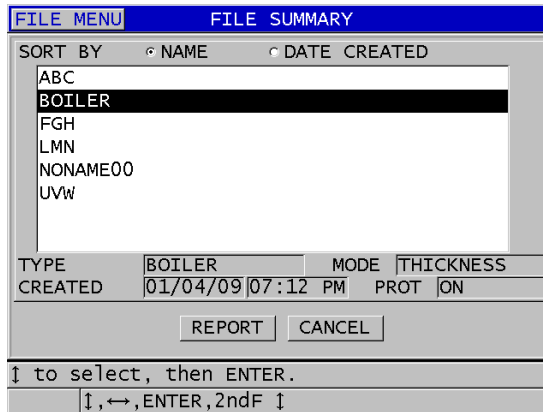 FILE MENU FILE SUMMARY
SORT BY NAME DATE CREATED
ABC
BOILER
FGH
LMN
NONAME00
UVW
TYPE BOILER MODE THICKNESS
CREATED 01/04/09 07:12 PM PROT ON
REPORT CANCEL
↕ to select, then ENTER.
↕,↔,ENTER,2ndF ↕